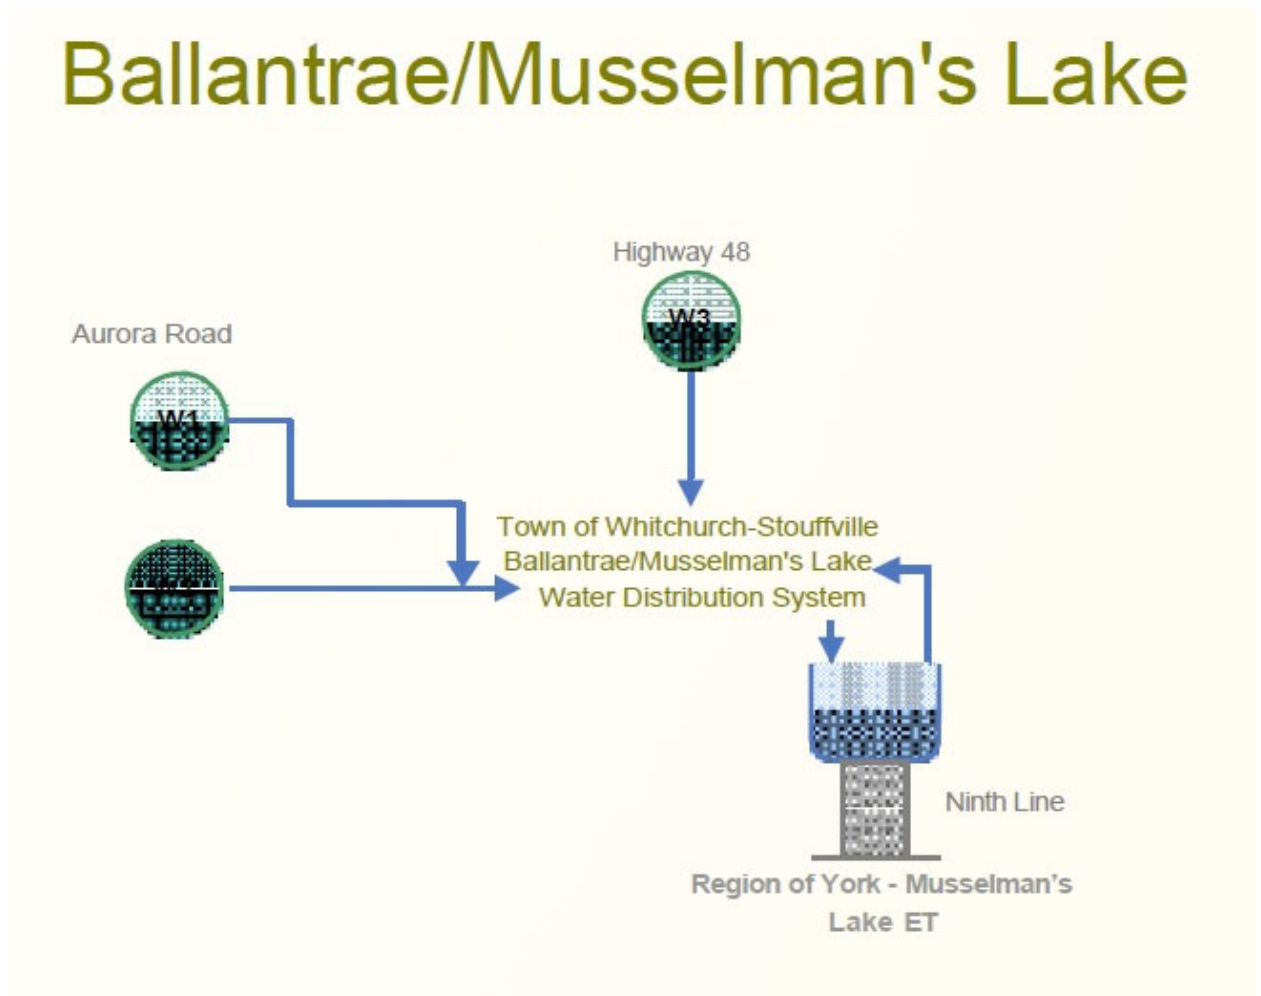 Ballantrae/Musselman's Lake
Highway 48
W3
Aurora Road
W1
Town of Whitchurch-Stouffville
Ballantrae/Musselman's Lake
Water Distribution System
Ninth Line
Region of York - Musselman’s
Lake ET